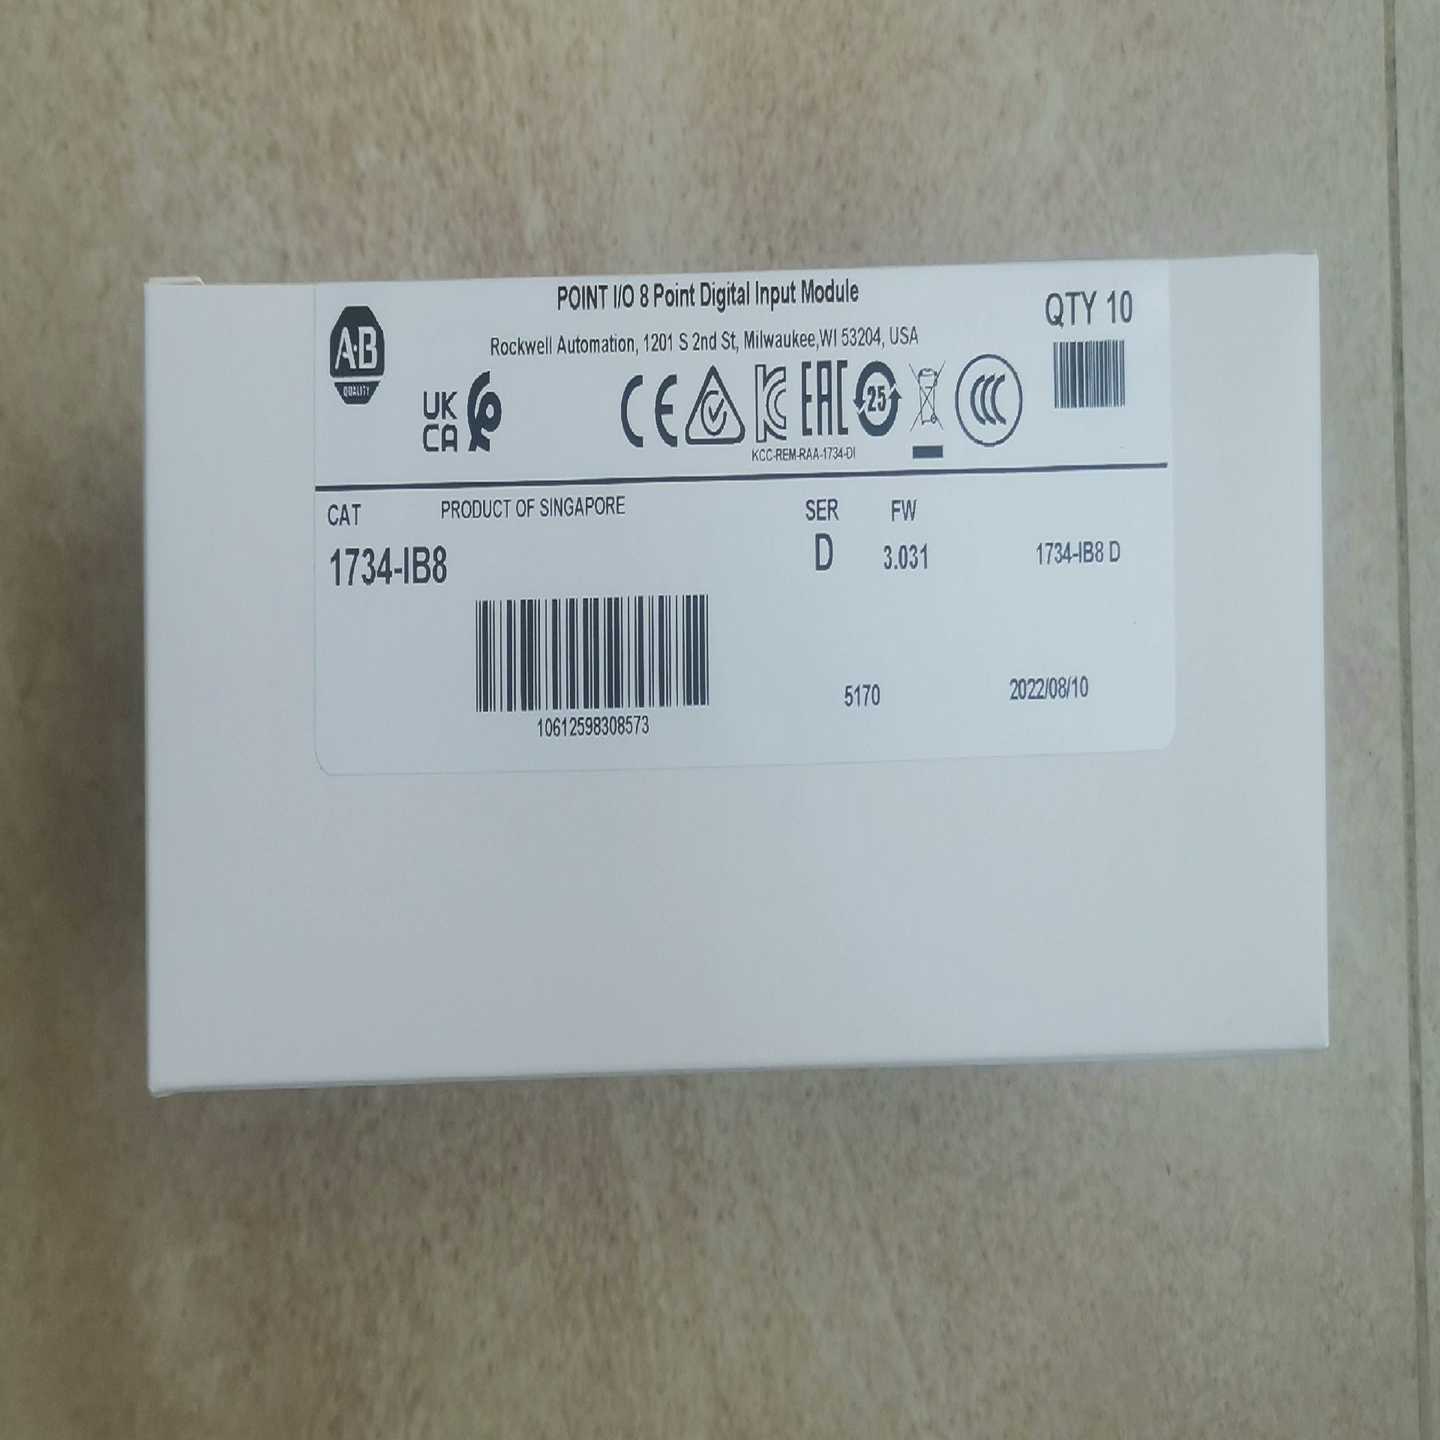 POINT I/O 8 Point Digital Input Module
QTY 10
A·B
QUALITY
Rockwell Automation, 1201 S 2nd St, Milwaukee,WI 53204, USA
UK
CA
CE
EAC
25
KCC-REM-RAA-1734-DI
CAT
PRODUCT OF SINGAPORE
SER
FW
1734-IB8
D
3.031
1734-IB8 D
10612598308573
5170
2022/08/10